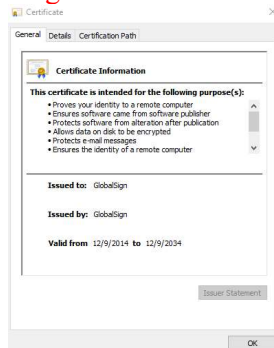 Certificate
General Details Certification Path
Certificate Information
This certificate is intended for the following purpose(s):
• Proves your identity to a remote computer
• Ensures software came from software publisher
• Protects software from alteration after publication
• Allows data on disk to be encrypted
• Protects e-mail messages
• Ensures the identity of a remote computer
Issued to: GlobalSign
Issued by: GlobalSign
Valid from 12/9/2014 to 12/9/2034
Issuer Statement
OK